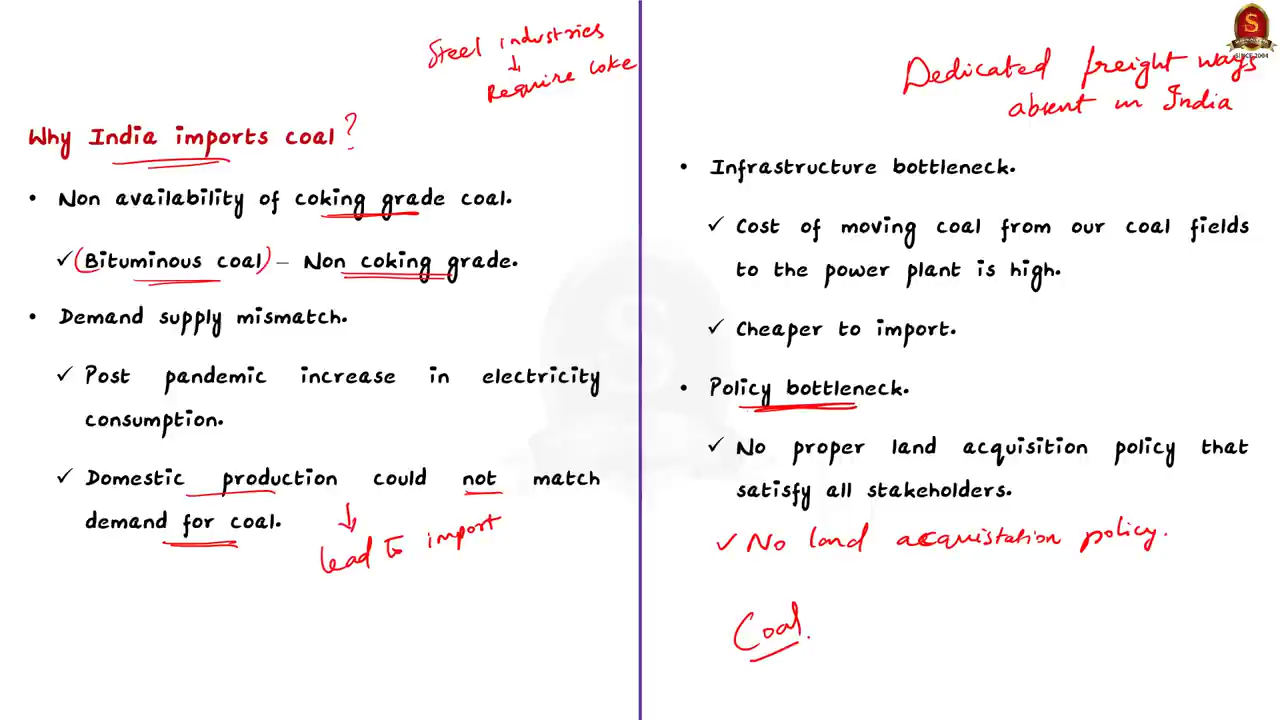 Steel industries
↓
Require coke
Why India imports coal?
• Non availability of coking grade coal.
✓ (Bituminous coal) – Non coking grade.
• Demand supply mismatch.
✓ Post pandemic increase in electricity
consumption.
✓ Domestic production could not match
demand for coal.
↓
lead to import
S
SINCE 2004
Dedicated freight ways
absent in India
• Infrastructure bottleneck.
✓ Cost of moving coal from our coal fields
to the power plant is high.
✓ Cheaper to import.
• Policy bottleneck.
✓ No proper land acquisition policy that
satisfy all stakeholders.
✓ No land acquistation policy.
Coal.